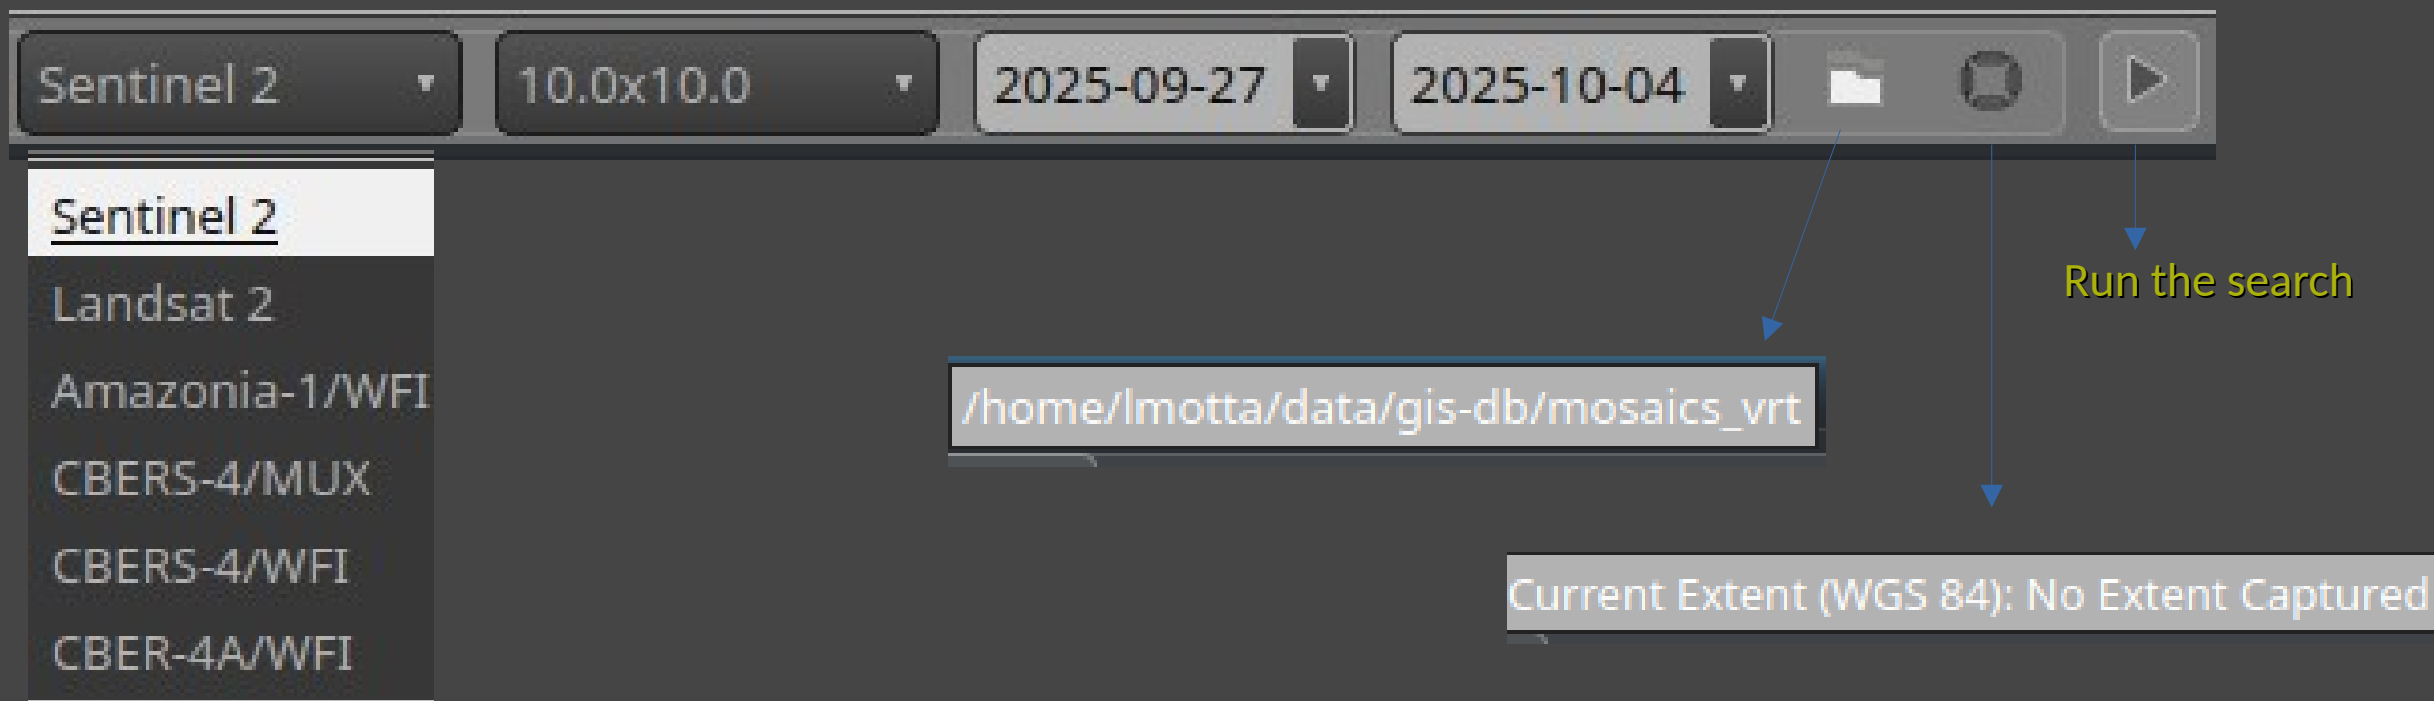 Sentinel 2 10.0x10.0 2025-09-27 2025-10-04
Sentinel 2
Landsat 2
Amazonia-1/WFI
CBERS-4/MUX
CBERS-4/WFI
CBER-4A/WFI
Run the search
/home/lmotta/data/gis-db/mosaics_vrt
Current Extent (WGS 84): No Extent Captured